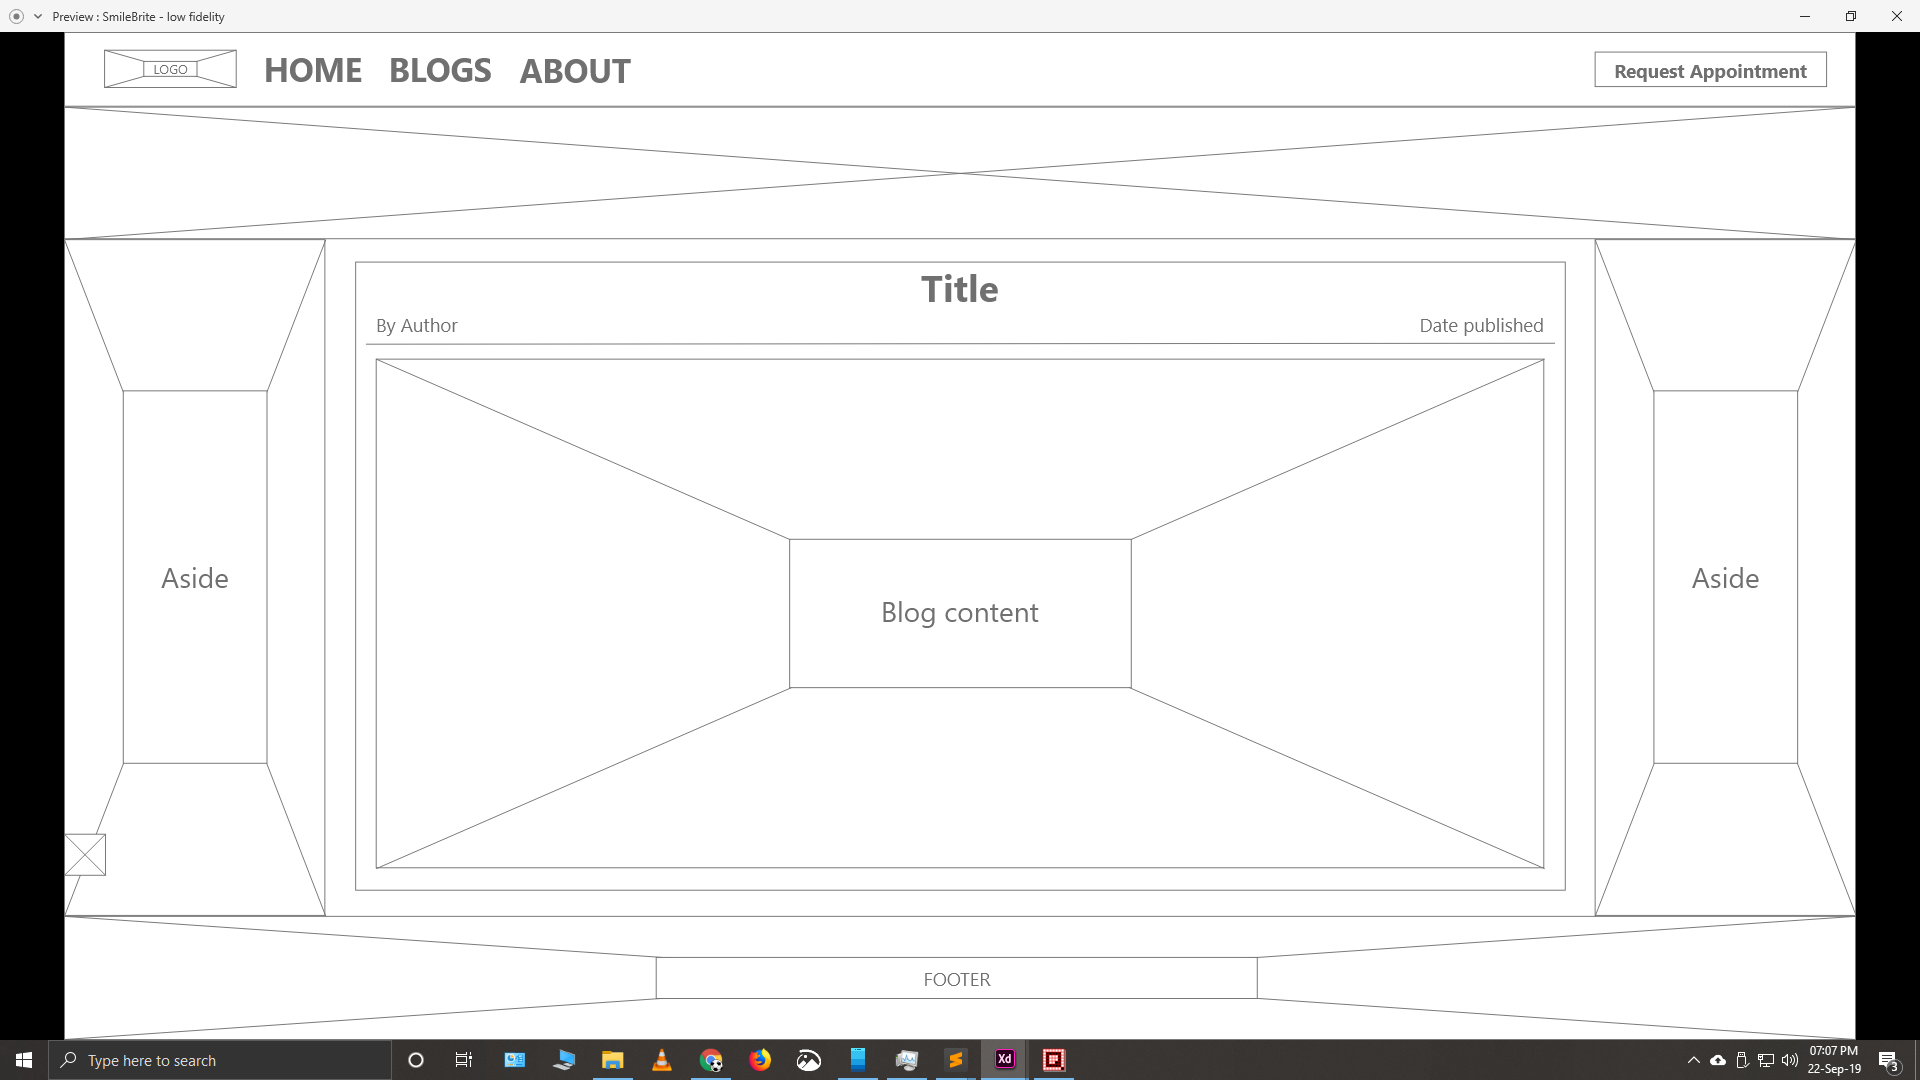 Preview : SmileBrite - low fidelity
LOGO HOME BLOGS ABOUT Request Appointment
Title
By Author Date published
Aside Blog content Aside
FOOTER
Type here to search
Xd
07:07 PM
22-Sep-19
3